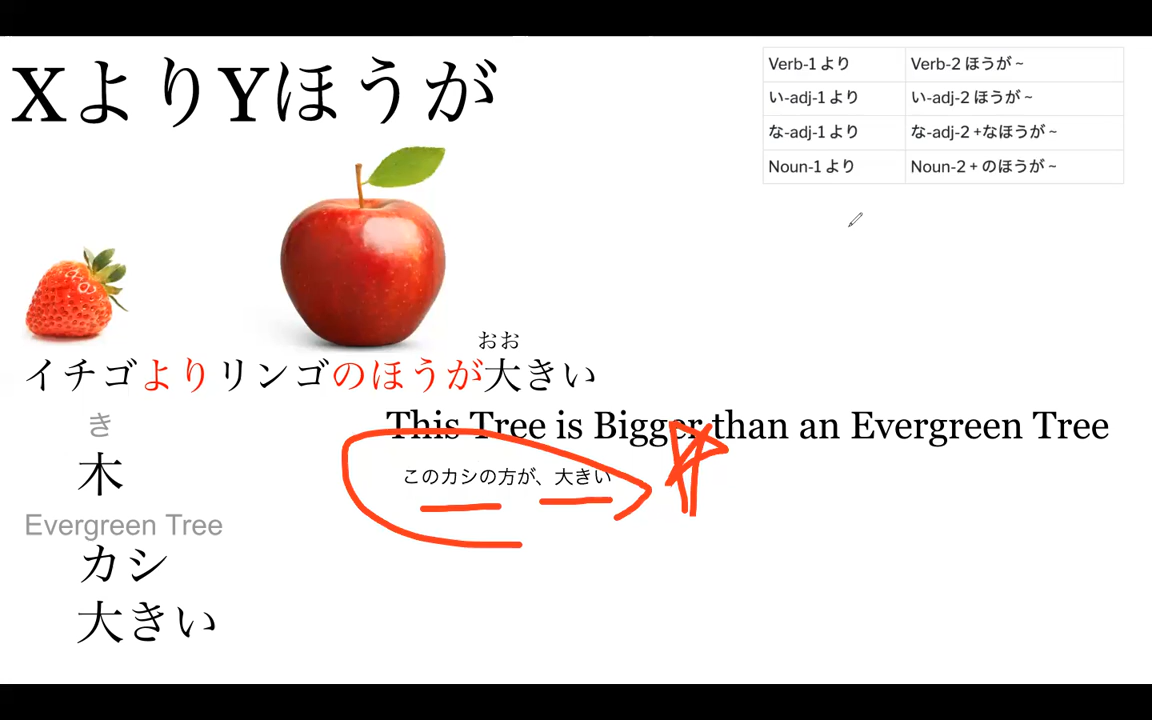 XよりYほうが
Verb-1 より Verb-2 ほうが ~
い-adj-1 より い-adj-2 ほうが ~
な-adj-1 より な-adj-2 +なほうが ~
Noun-1 より Noun-2 + のほうが ~
おお
イチゴよりリンゴのほうが大きい
き
木
Evergreen Tree
カシ
大きい
This Tree is Bigger than an Evergreen Tree
このカシの方が、大きい